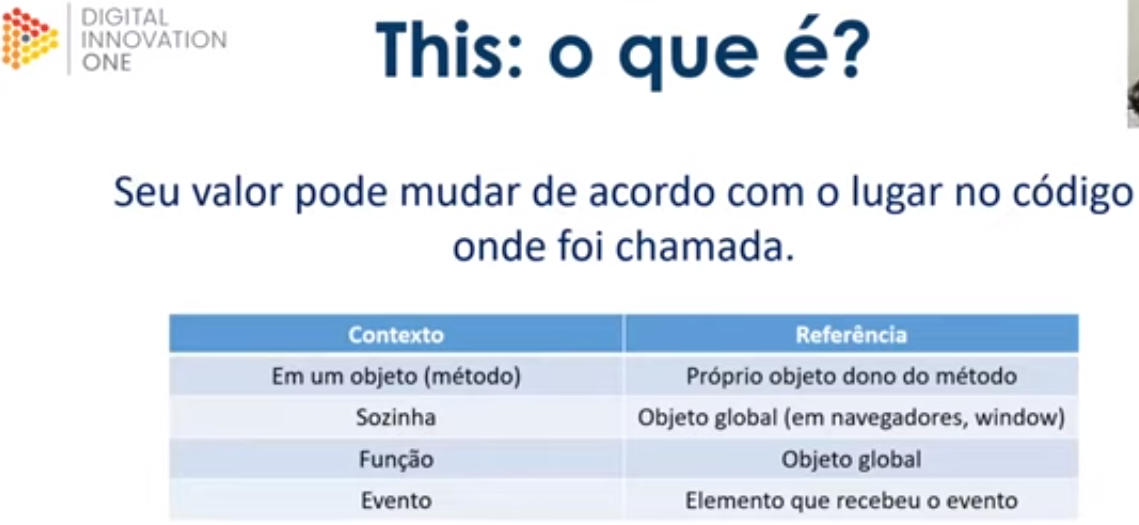 DIGITAL
INNOVATION
ONE
This: o que é?
Seu valor pode mudar de acordo com o lugar no código
onde foi chamada.
Contexto Referência
Em um objeto (método) Próprio objeto dono do método
Sozinha Objeto global (em navegadores, window)
Função Objeto global
Evento Elemento que recebeu o evento